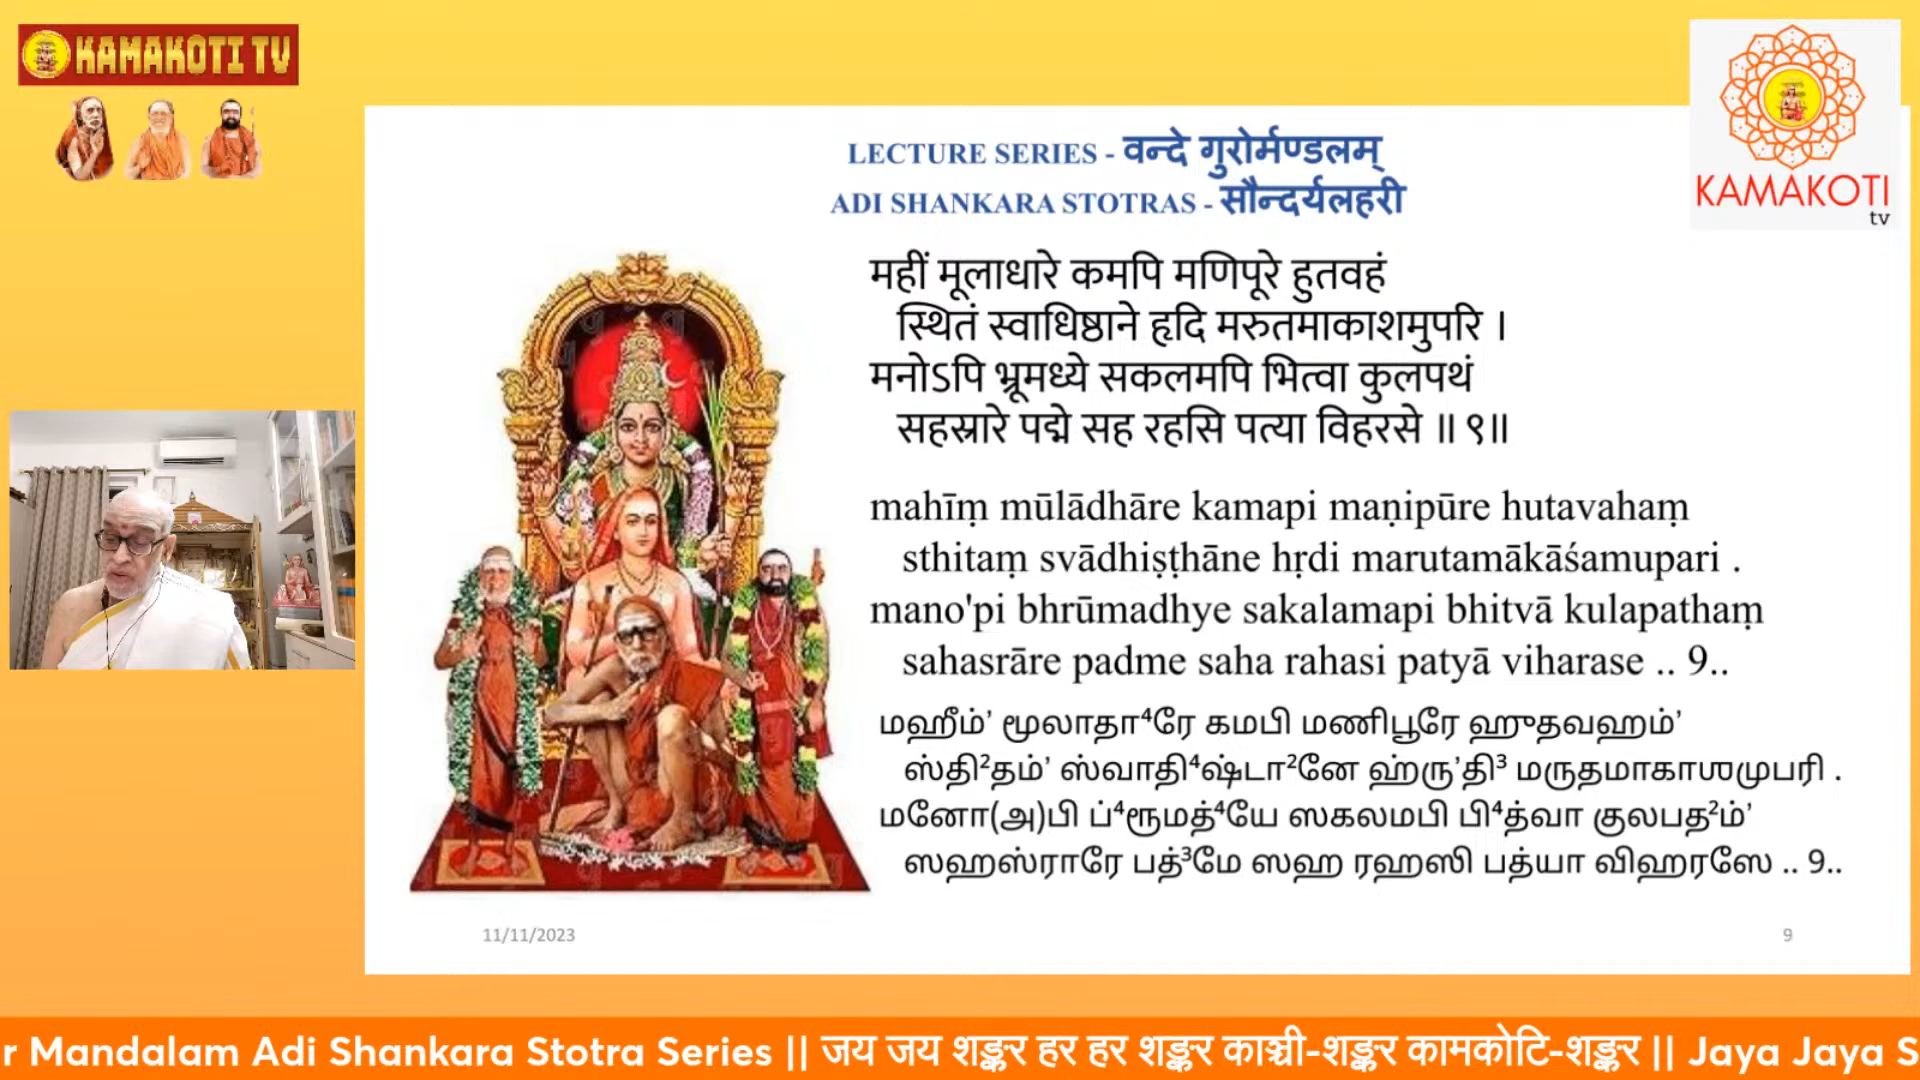 KAMAKOTI TV
KAMAKOTI
tv
LECTURE SERIES - वन्दे गुरोर्मण्डलम्
ADI SHANKARA STOTRAS - सौन्दर्यलहरी
महीं मूलाधारे कमपि मणिपूरे हुतवहं
स्थितं स्वाधिष्ठाने हृदि मरुतमाकाशमुपरि ।
मनोऽपि भ्रूमध्ये सकलमपि भित्वा कुलपथं
सहस्रारे पद्मे सह रहसि पत्या विहरसे ॥ ९॥
mahīṃ mūlādhāre kamapi maṇipūre hutavahaṃ
sthitaṃ svādhiṣṭhāne hṛdi marutamākāśamupari .
mano'pi bhrūmadhye sakalamapi bhitvā kulapathaṃ
sahasrāre padme saha rahasi patyā viharase .. 9..
மஹீம்ʼ மூலாதா⁴ரே கமபி மணிபூரே ஹுதவஹம்ʼ
ஸ்தி²தம்ʼ ஸ்வாதி⁴ஷ்டா²னே ஹ்ருʼதி³ மருதமாகாஶமுபரி .
மனோ(அ)பி ப்⁴ரூமத்⁴யே ஸகலமபி பி⁴த்வா குலபத²ம்ʼ
ஸஹஸ்ராரே பத்³மே ஸஹ ரஹஸி பத்யா விஹரஸே .. 9..
11/11/2023
9
r Mandalam Adi Shankara Stotra Series || जय जय शङ्कर हर हर शङ्कर काञ्ची-शङ्कर कामकोटि-शङ्कर || Jaya Jaya S